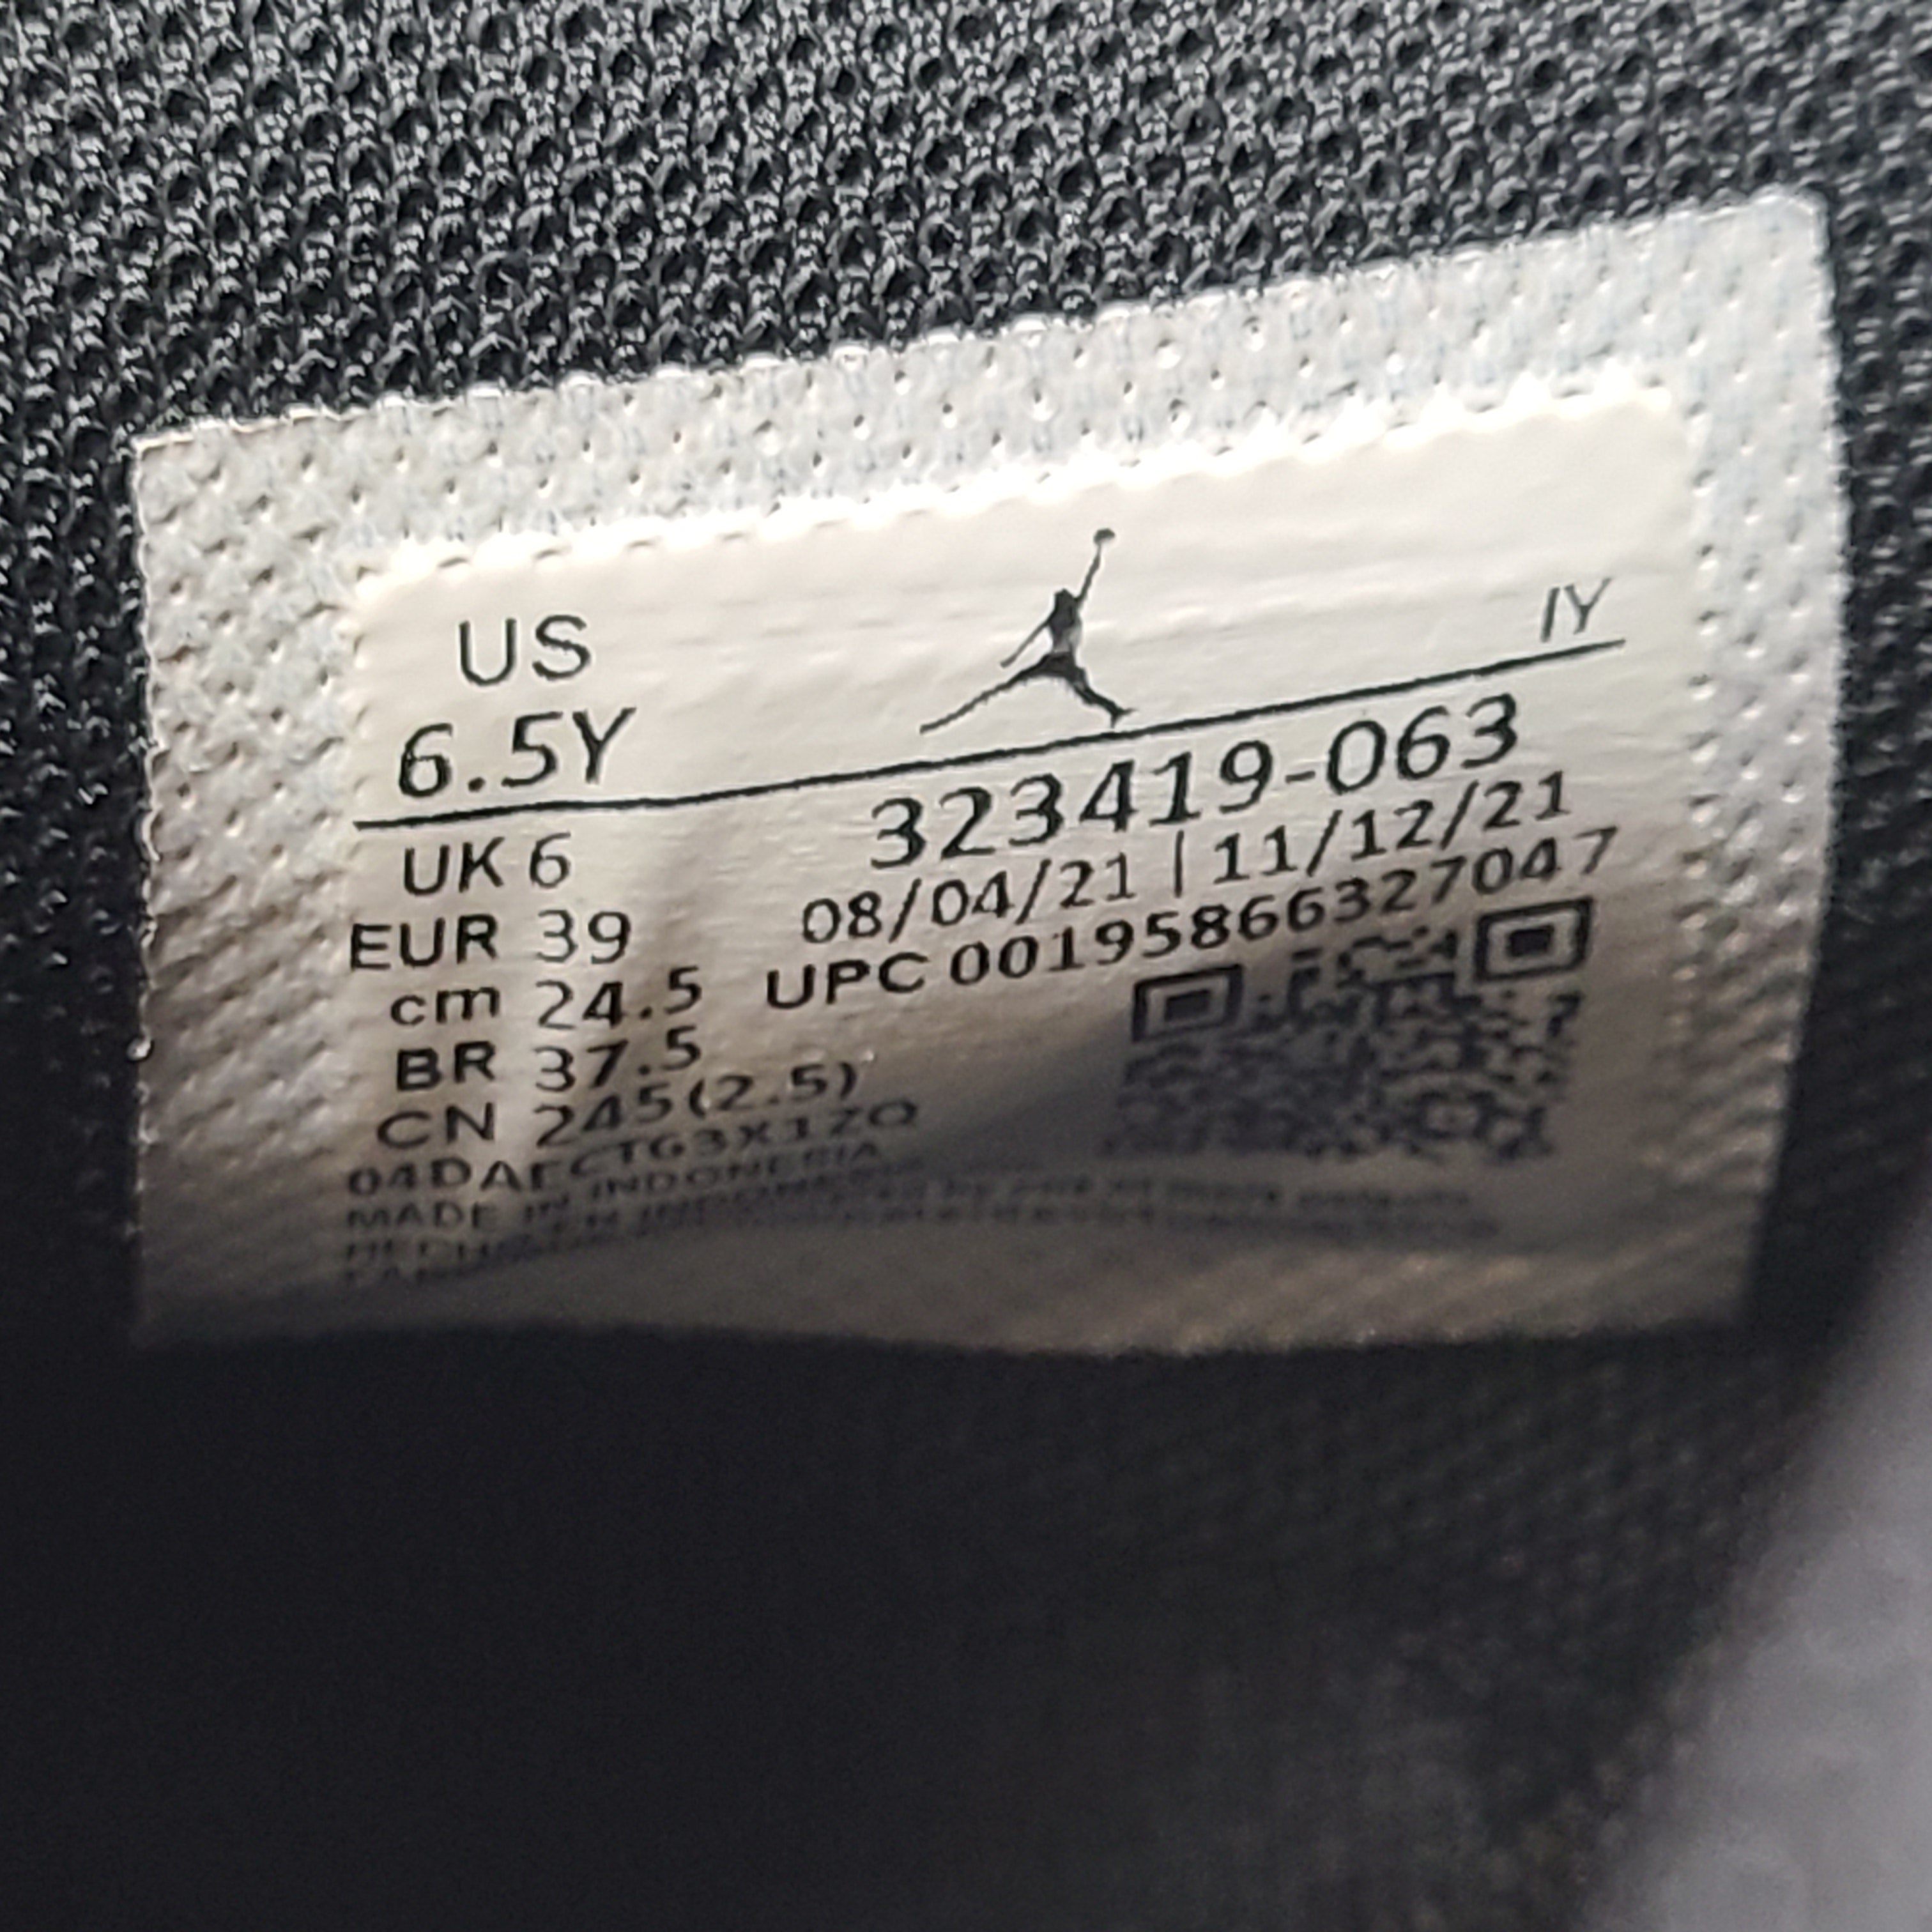 US
IY
6.5Y
323419-063
UK 6
08/04/21 | 11/12/21
EUR 39
UPC 00195866327047
cm 24.5
BR 37.5
CN 245(2.5)
MADE IN INDONESIA